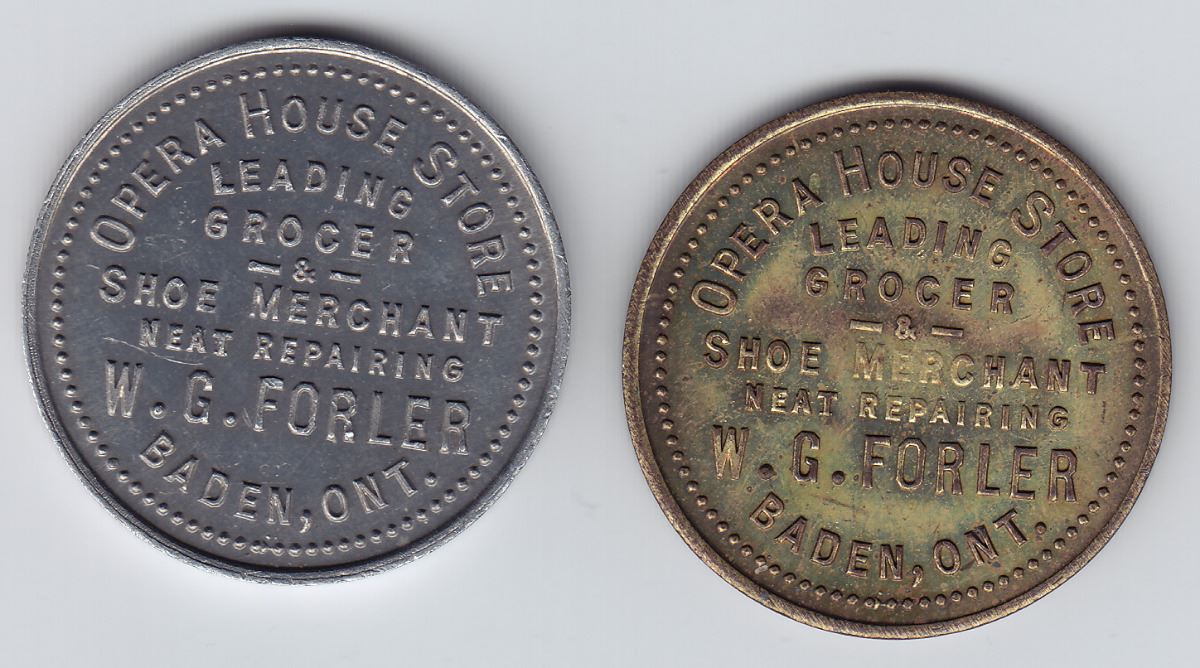 OPERA HOUSE STORE
LEADING
GROCER
&
SHOE MERCHANT
NEAT REPAIRING
W. G. FORLER
BADEN, ONT.
OPERA HOUSE STORE
LEADING
GROCER
&
SHOE MERCHANT
NEAT REPAIRING
W. G. FORLER
BADEN, ONT.